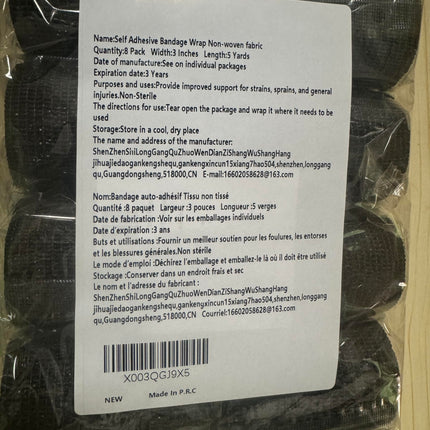 Name:Self Adhesive Bandage Wrap Non-woven fabric
Quantity:8 Pack Width:3 Inches Length:5 Yards
Date of manufacture:See on individual packages
Expiration date:3 Years
Purposes and uses:Provide improved support for strains, sprains, and general
injuries.Non-Sterile
The directions for use:Tear open the package and wrap it where it needs to be
used
Storage:Store in a cool, dry place
The name and address of the manufacturer:
ShenZhenShiLongGangQuZhuoWenDianZiShangWuShangHang
jihuajiedaogankengshequ,gankengxincun15xiang7hao504,shenzhen,longgang
qu,Guangdongsheng,518000,CN E-mail:16602058628@163.com
Nom:Bandage auto-adhésif Tissu non tissé
Quantité :8 paquet Largeur :3 pouces Longueur :5 verges
Date de fabrication :Voir sur les emballages individuels
Date d'expiration :3 ans
Buts et utilisations :Fournir un meilleur soutien pour les foulures, les entorses
et les blessures générales.Non stérile
Le mode d'emploi :Déchirez l'emballage et emballez-le là où il doit être utilisé
Stockage :Conserver dans un endroit frais et sec
Le nom et l'adresse du fabricant :
ShenZhenShiLongGangQuZhuoWenDianZiShangWuShangHang
jihuajiedaogankengshequ,gankengxincun15xiang7hao504,shenzhen,longgang
qu,Guangdongsheng,518000,CN Courriel:16602058628@163.com
X003QGJ9X5
NEW Made In P.R.C